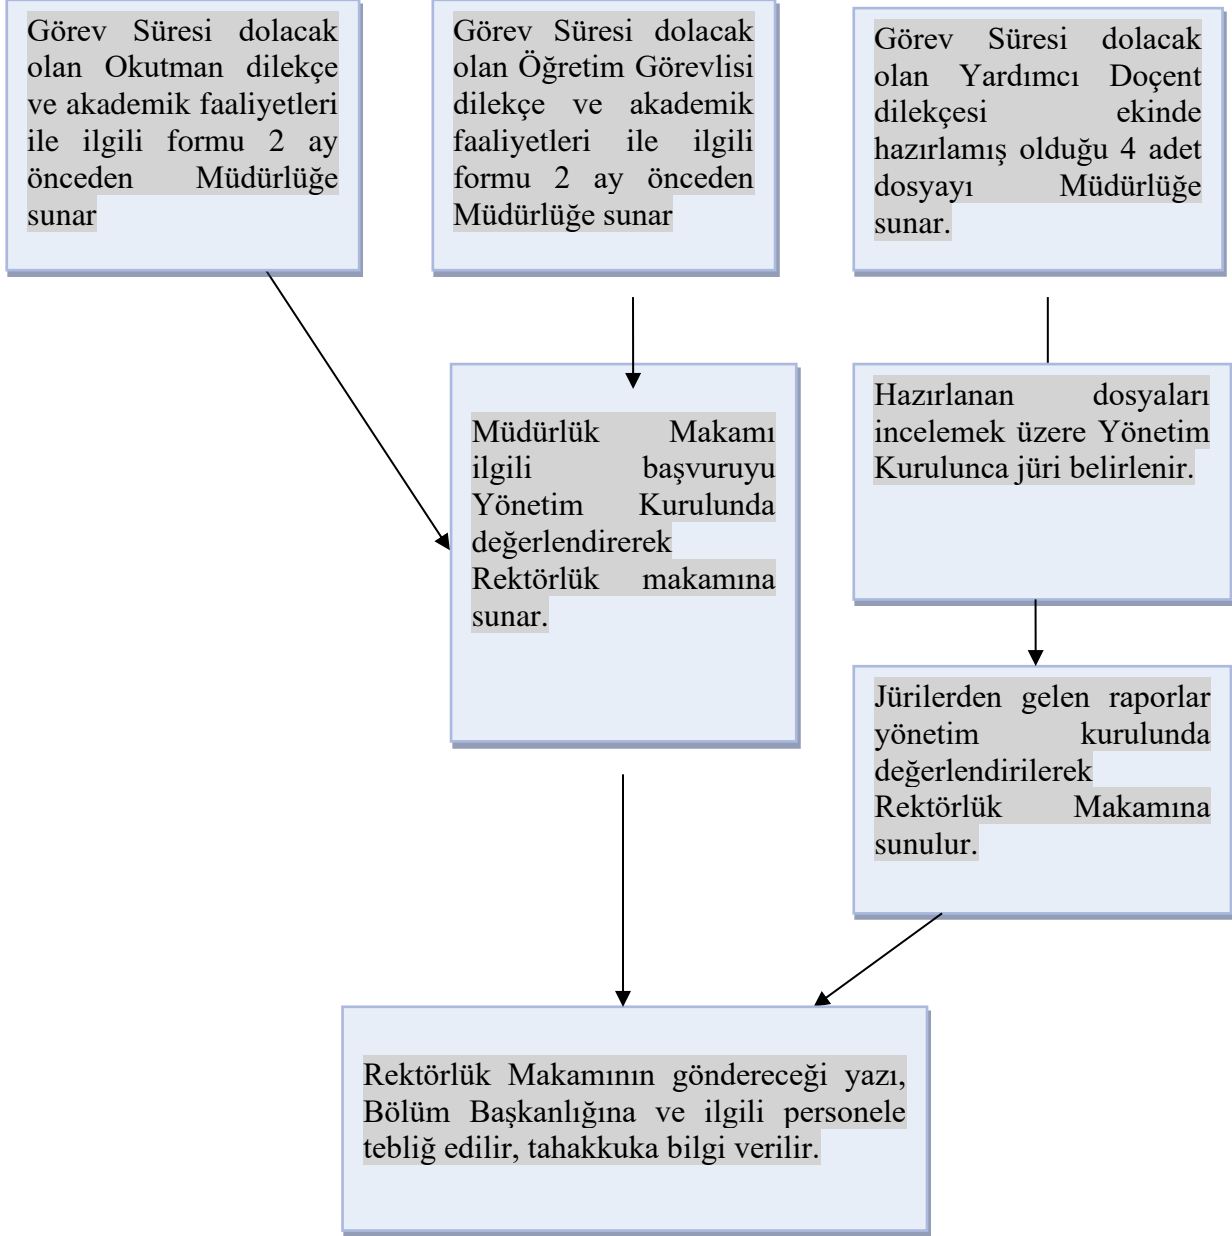 Görev Süresi dolacak
olan Okutman dilekçe
ve akademik faaliyetleri
ile ilgili formu 2 ay
önceden Müdürlüğe
sunar
Görev Süresi dolacak
olan Öğretim Görevlisi
dilekçe ve akademik
faaliyetleri ile ilgili
formu 2 ay önceden
Müdürlüğe sunar
Görev Süresi dolacak
olan Yardımcı Doçent
dilekçesi ekinde
hazırlamış olduğu 4 adet
dosyayı Müdürlüğe
sunar.
Müdürlük Makamı
ilgili başvuruyu
Yönetim Kurulunda
değerlendirerek
Rektörlük makamına
sunar.
Hazırlanan dosyaları
incelemek üzere Yönetim
Kurulunca jüri belirlenir.
Jürilerden gelen raporlar
yönetim kurulunda
değerlendirilerek
Rektörlük Makamına
sunulur.
Rektörlük Makamının göndereceği yazı,
Bölüm Başkanlığına ve ilgili personele
tebliğ edilir, tahakkuka bilgi verilir.